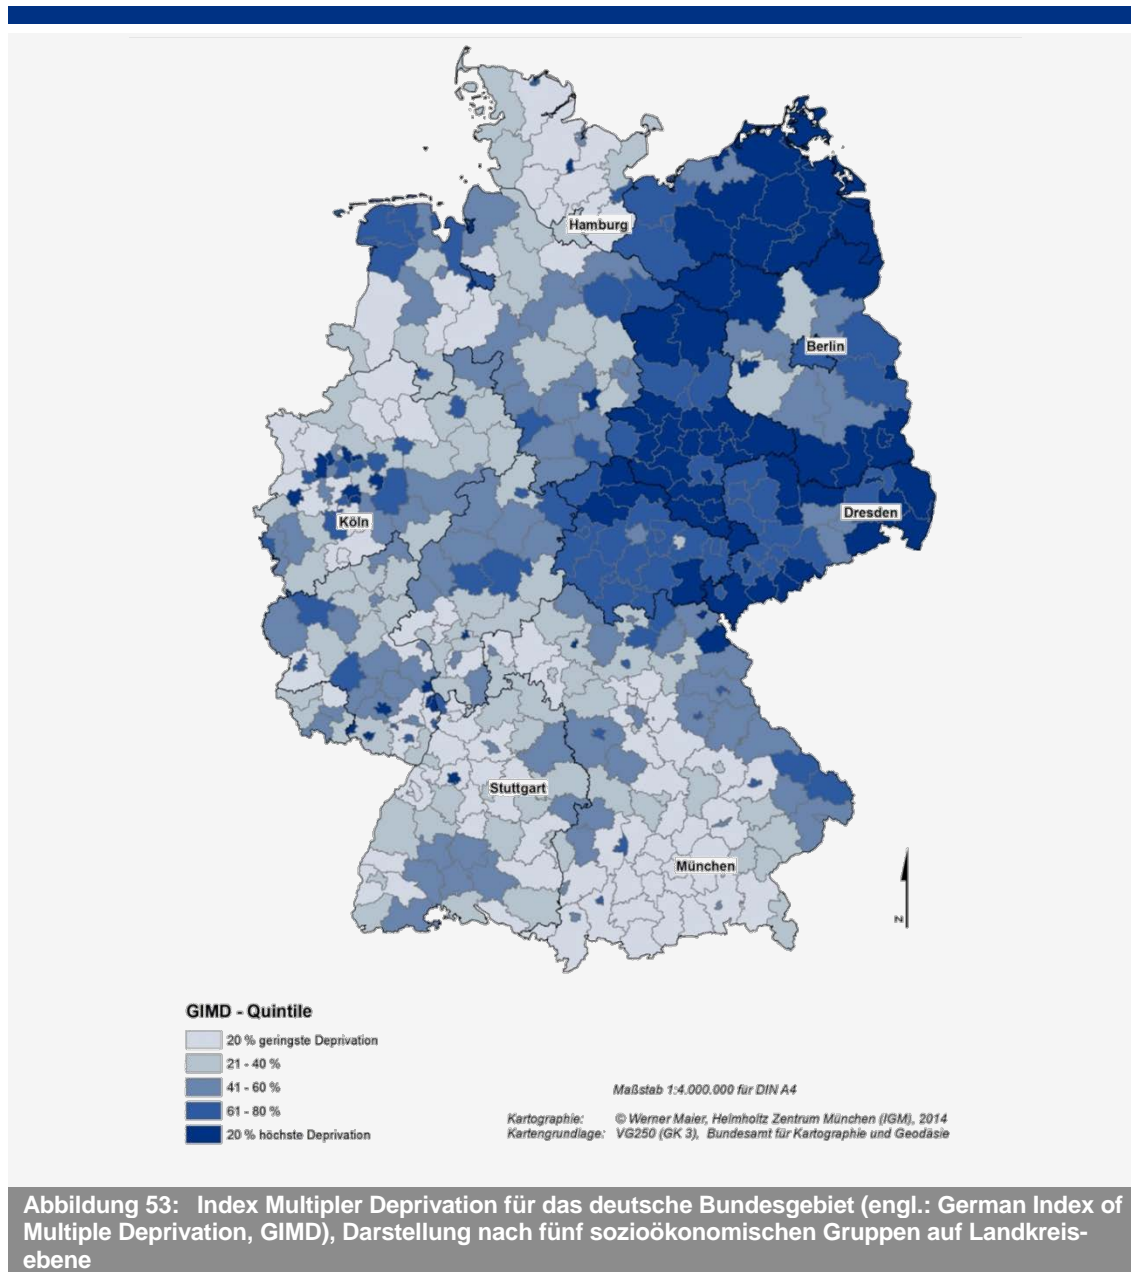 Hamburg
Berlin
Dresden
Köln
Stuttgart
München
N
GIMD - Quintile
20 % geringste Deprivation
21 - 40 %
41 - 60 %
61 - 80 %
20 % höchste Deprivation
Maßstab 1:4.000.000 für DIN A4
Kartographie: © Werner Maier, Helmholtz Zentrum München (IGM), 2014
Kartengrundlage: VG250 (GK 3), Bundesamt für Kartographie und Geodäsie
Abbildung 53: Index Multipler Deprivation für das deutsche Bundesgebiet (engl.: German Index of
Multiple Deprivation, GIMD), Darstellung nach fünf sozioökonomischen Gruppen auf Landkreis-
ebene